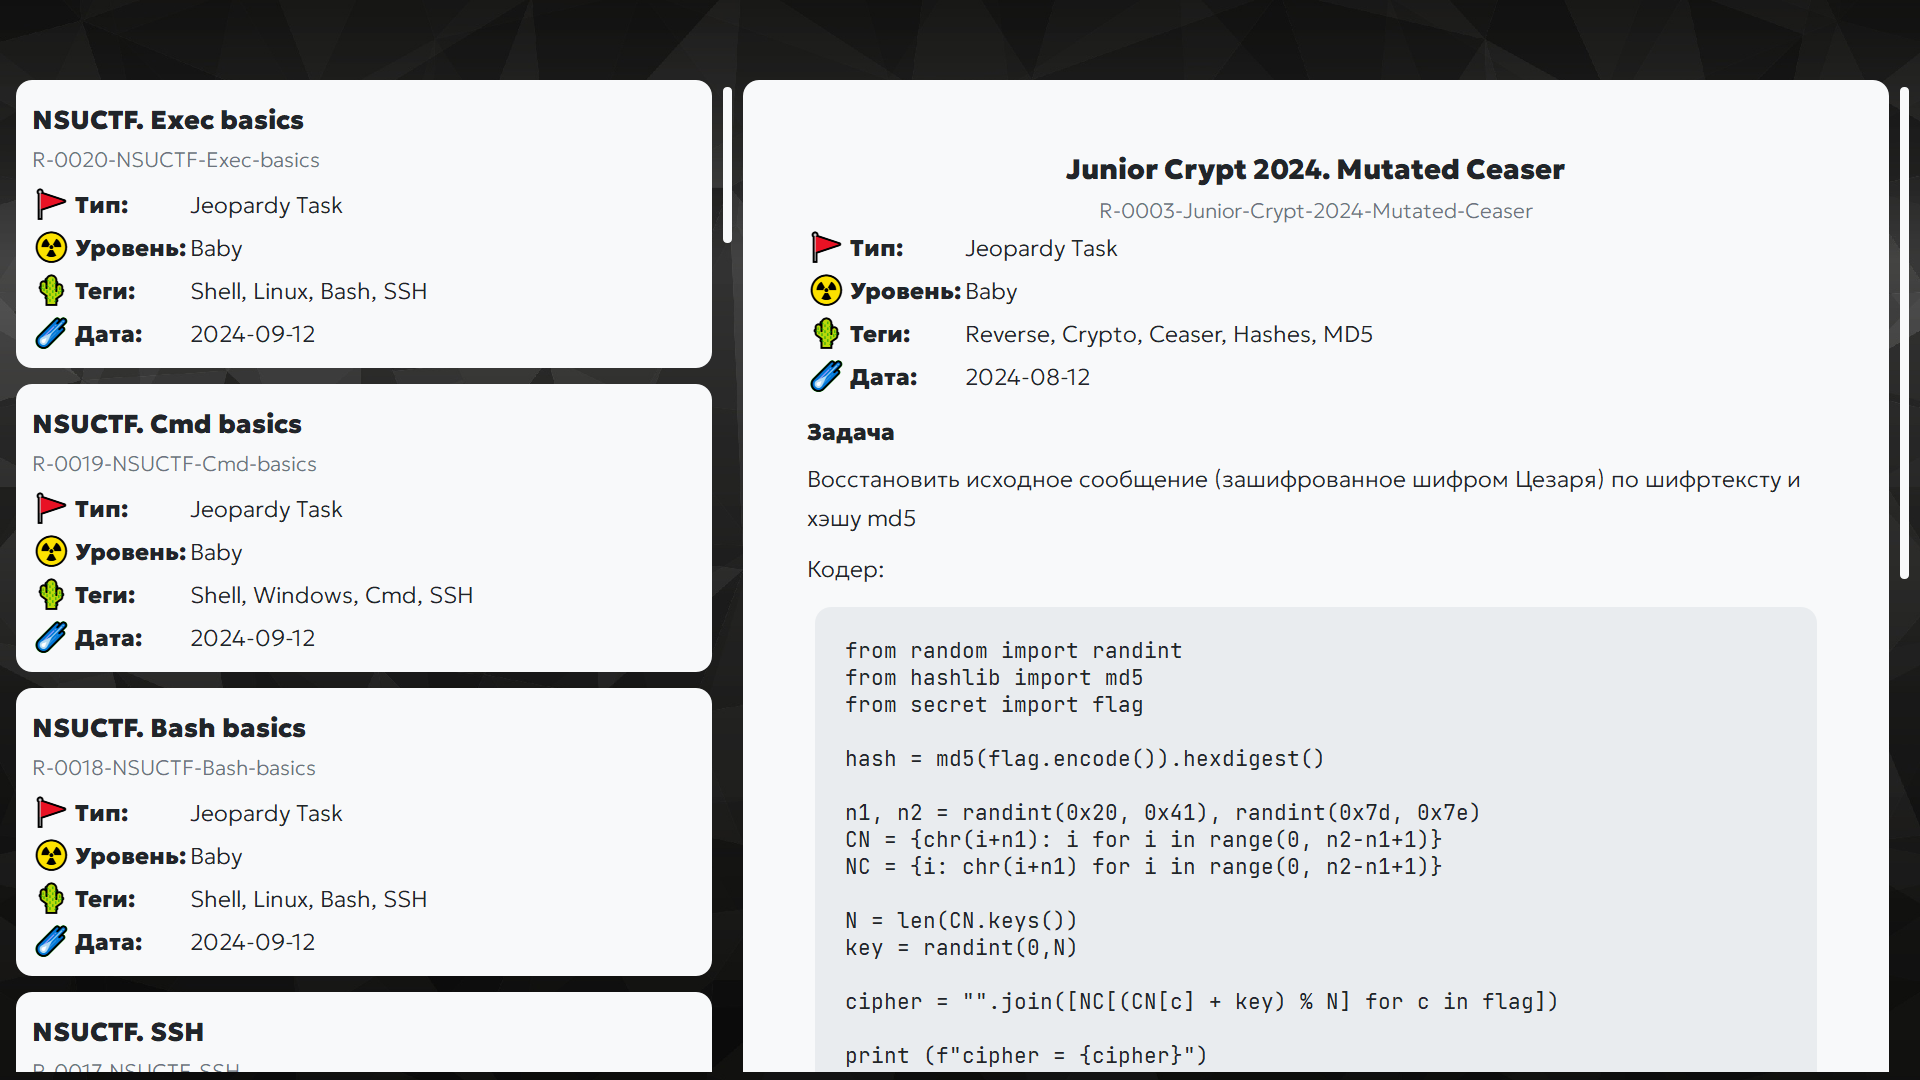 NSUCTF. Exec basics
R-0020-NSUCTF-Exec-basics
Тип: Jeopardy Task
Уровень: Baby
Теги: Shell, Linux, Bash, SSH
Дата: 2024-09-12
NSUCTF. Cmd basics
R-0019-NSUCTF-Cmd-basics
Тип: Jeopardy Task
Уровень: Baby
Теги: Shell, Windows, Cmd, SSH
Дата: 2024-09-12
NSUCTF. Bash basics
R-0018-NSUCTF-Bash-basics
Тип: Jeopardy Task
Уровень: Baby
Теги: Shell, Linux, Bash, SSH
Дата: 2024-09-12
NSUCTF. SSH
R-0017-NSUCTF-SSH
Junior Crypt 2024. Mutated Ceaser
R-0003-Junior-Crypt-2024-Mutated-Ceaser
Тип: Jeopardy Task
Уровень: Baby
Теги: Reverse, Crypto, Ceaser, Hashes, MD5
Дата: 2024-08-12
Задача
Восстановить исходное сообщение (зашифрованное шифром Цезаря) по шифртексту и
хэшу md5
Кодер:
from random import randint
from hashlib import md5
from secret import flag
hash = md5(flag.encode()).hexdigest()
n1, n2 = randint(0x20, 0x41), randint(0x7d, 0x7e)
CN = {chr(i+n1): i for i in range(0, n2-n1+1)}
NC = {i: chr(i+n1) for i in range(0, n2-n1+1)}
N = len(CN.keys())
key = randint(0,N)
cipher = "".join([NC[(CN[c] + key) % N] for c in flag])
print (f"cipher = {cipher}")